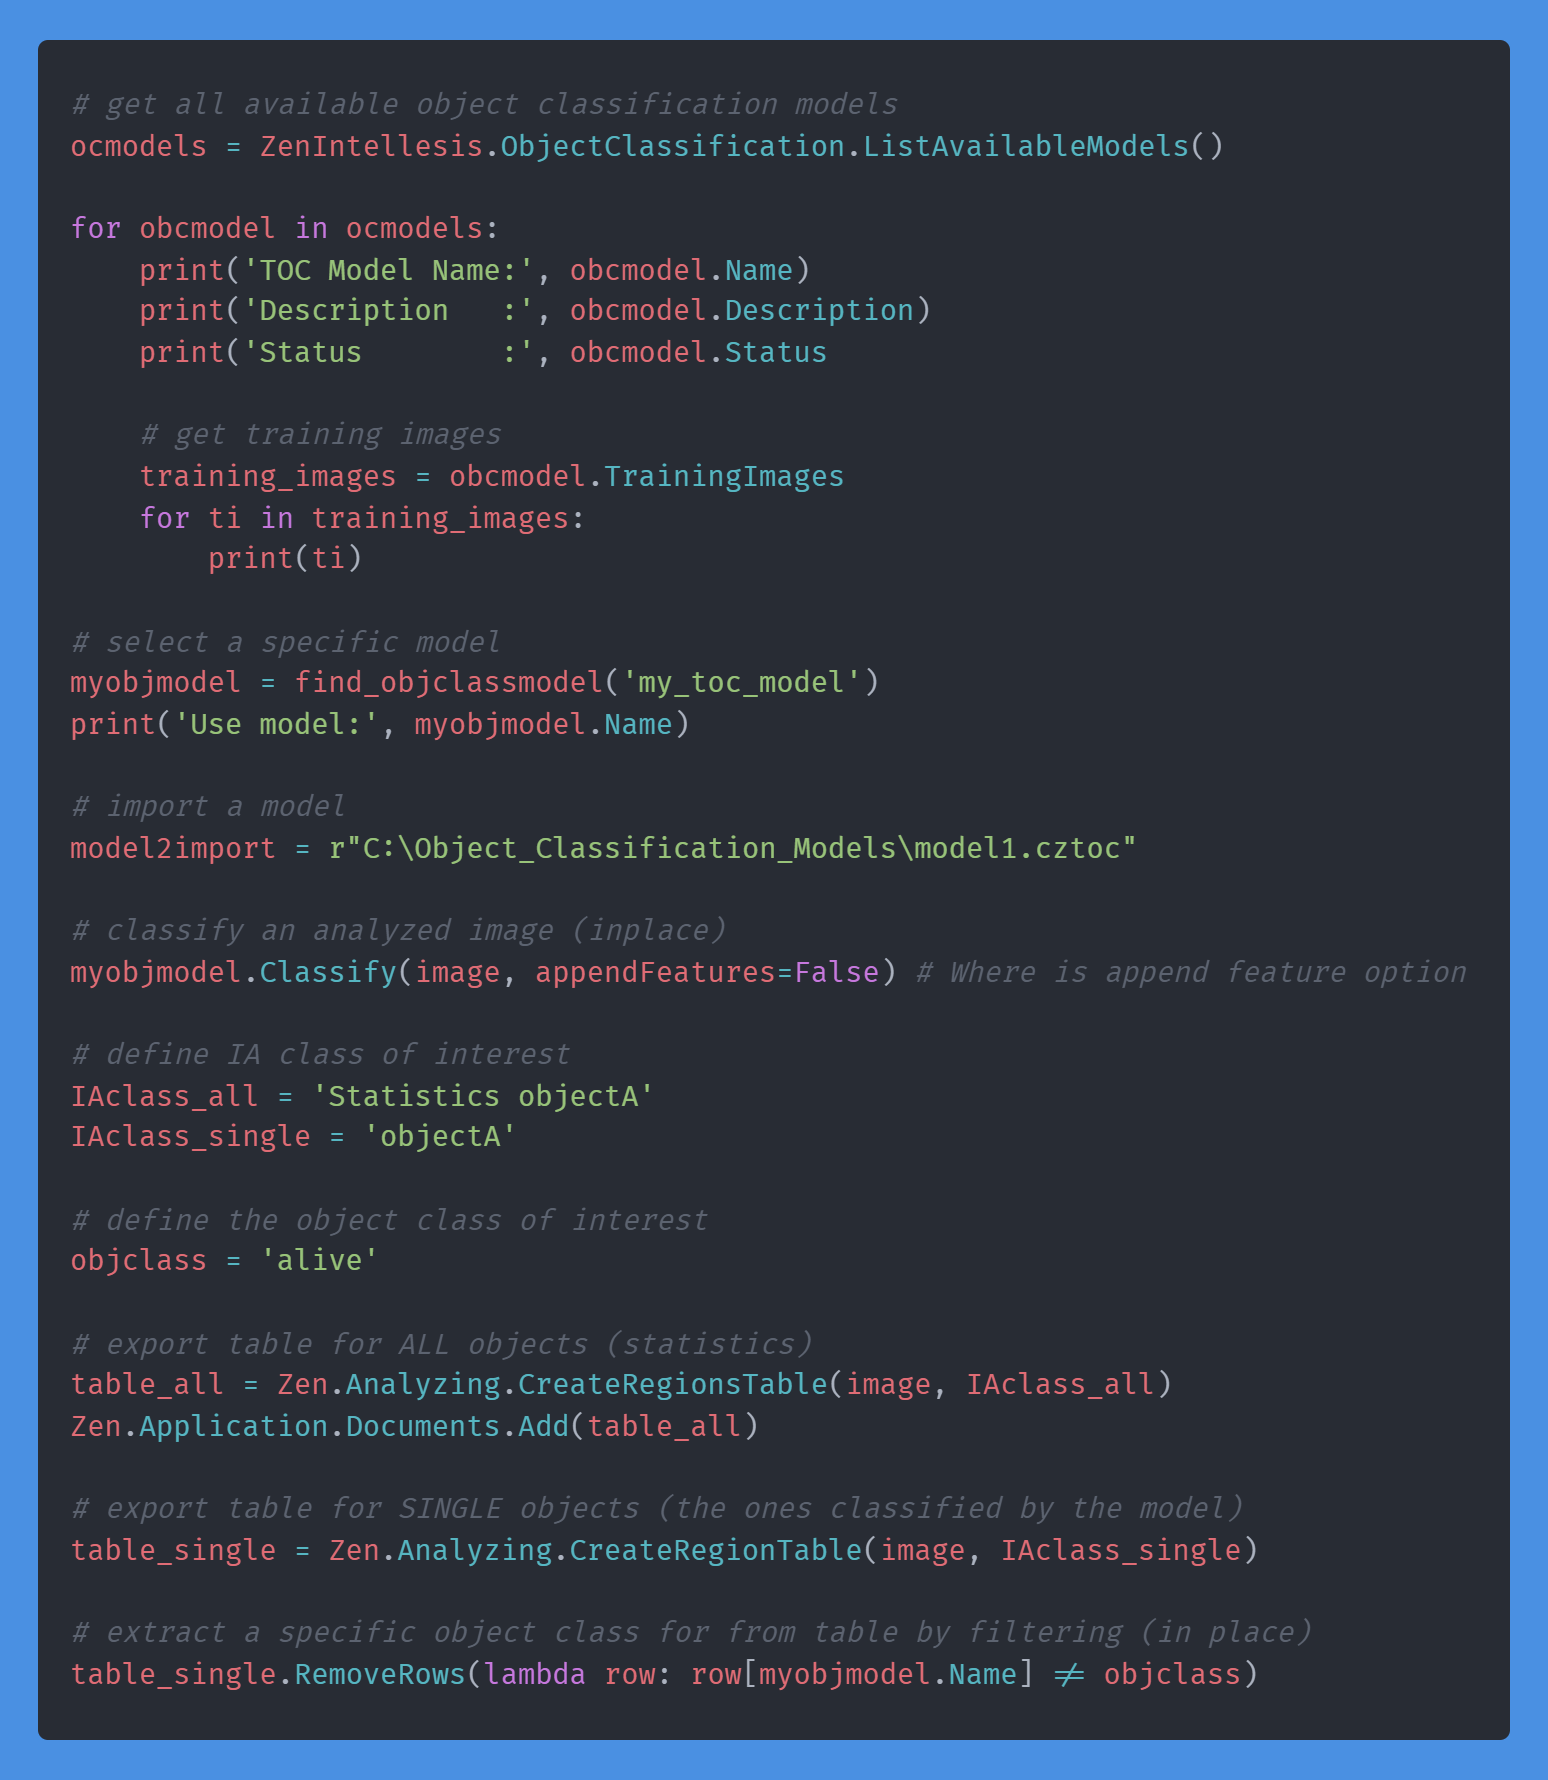 # get all available object classification models
ocmodels = ZenIntellesis.ObjectClassification.ListAvailableModels()

for obcmodel in ocmodels:
    print('TOC Model Name:', obcmodel.Name)
    print('Description   :', obcmodel.Description)
    print('Status        :', obcmodel.Status

    # get training images
    training_images = obcmodel.TrainingImages
    for ti in training_images:
        print(ti)

# select a specific model
myobjmodel = find_objclassmodel('my_toc_model')
print('Use model:', myobjmodel.Name)

# import a model
model2import = r"C:\Object_Classification_Models\model1.cztoc"

# classify an analyzed image (inplace)
myobjmodel.Classify(image, appendFeatures=False) # Where is append feature option

# define IA class of interest
IAclass_all = 'Statistics objectA'
IAclass_single = 'objectA'

# define the object class of interest
objclass = 'alive'

# export table for ALL objects (statistics)
table_all = Zen.Analyzing.CreateRegionsTable(image, IAclass_all)
Zen.Application.Documents.Add(table_all)

# export table for SINGLE objects (the ones classified by the model)
table_single = Zen.Analyzing.CreateRegionTable(image, IAclass_single)

# extract a specific object class for from table by filtering (in place)
table_single.RemoveRows(lambda row: row[myobjmodel.Name] != objclass)